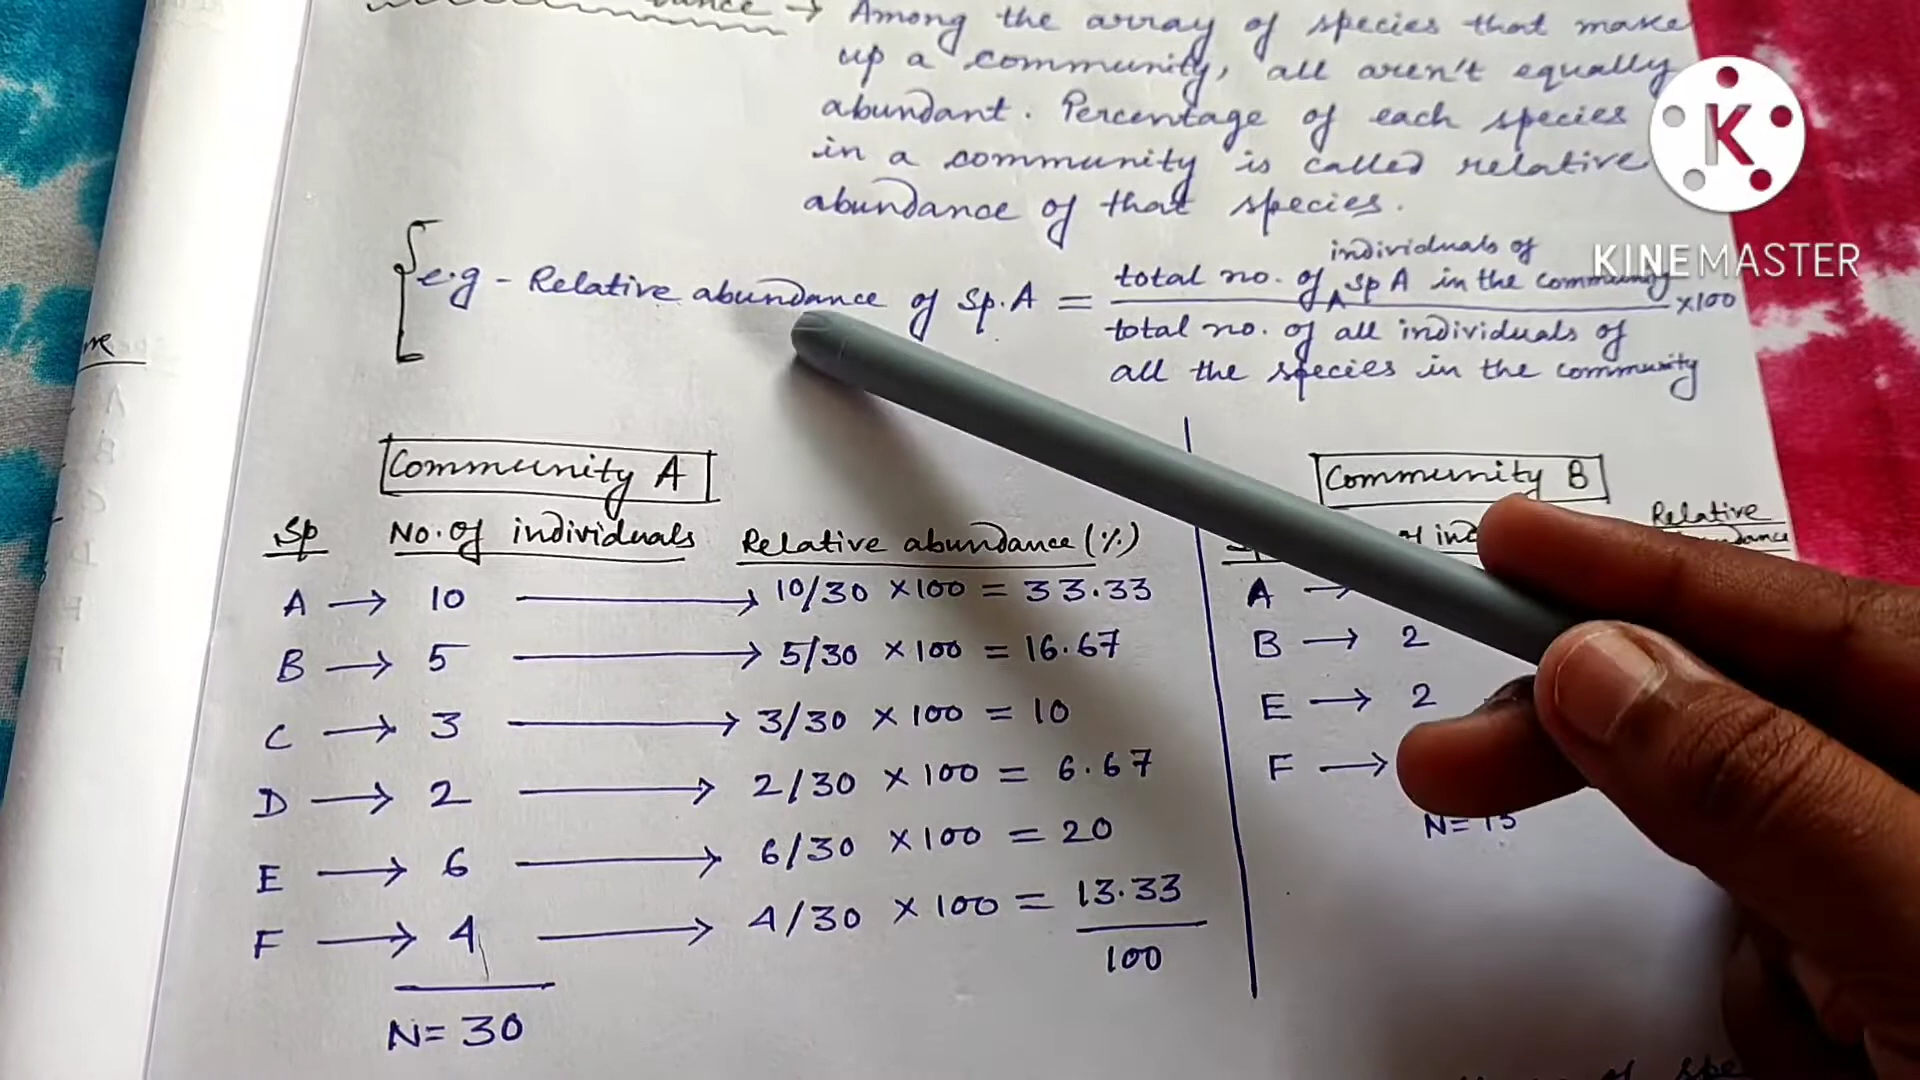 → Among the array of species that make
up a community, all aren't equally
abundant. Percentage of each species
in a community is called relative
abundance of that species.
K
KINEMASTER
individuals of
e.g - Relative abundance of Sp. A = total no. of ∧ sp A in the community ×100
total no. of all individuals of
all the species in the community
Community A
Sp No. of individuals Relative abundance (%)
A → 10 → 10/30 ×100 = 33.33
B → 5 → 5/30 ×100 = 16.67
C → 3 → 3/30 ×100 = 10
D → 2 → 2/30 ×100 = 6.67
E → 6 → 6/30 ×100 = 20
F → 4 → 4/30 ×100 = 13.33
100
N= 30
Community B
Relative
A →
B → 2
E → 2
F →
N= 15